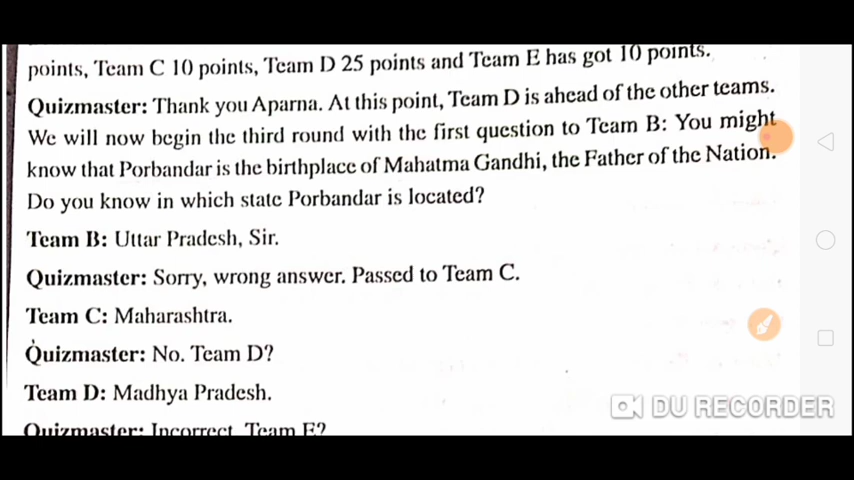 points, Team C 10 points, Team D 25 points and Team E has got 10 points.
Quizmaster: Thank you Aparna. At this point, Team D is ahead of the other teams.
We will now begin the third round with the first question to Team B: You might
know that Porbandar is the birthplace of Mahatma Gandhi, the Father of the Nation.
Do you know in which state Porbandar is located?
Team B: Uttar Pradesh, Sir.
Quizmaster: Sorry, wrong answer. Passed to Team C.
Team C: Maharashtra.
Quizmaster: No. Team D?
Team D: Madhya Pradesh.
DU RECORDER
Quizmaster: Incorrect. Team E?